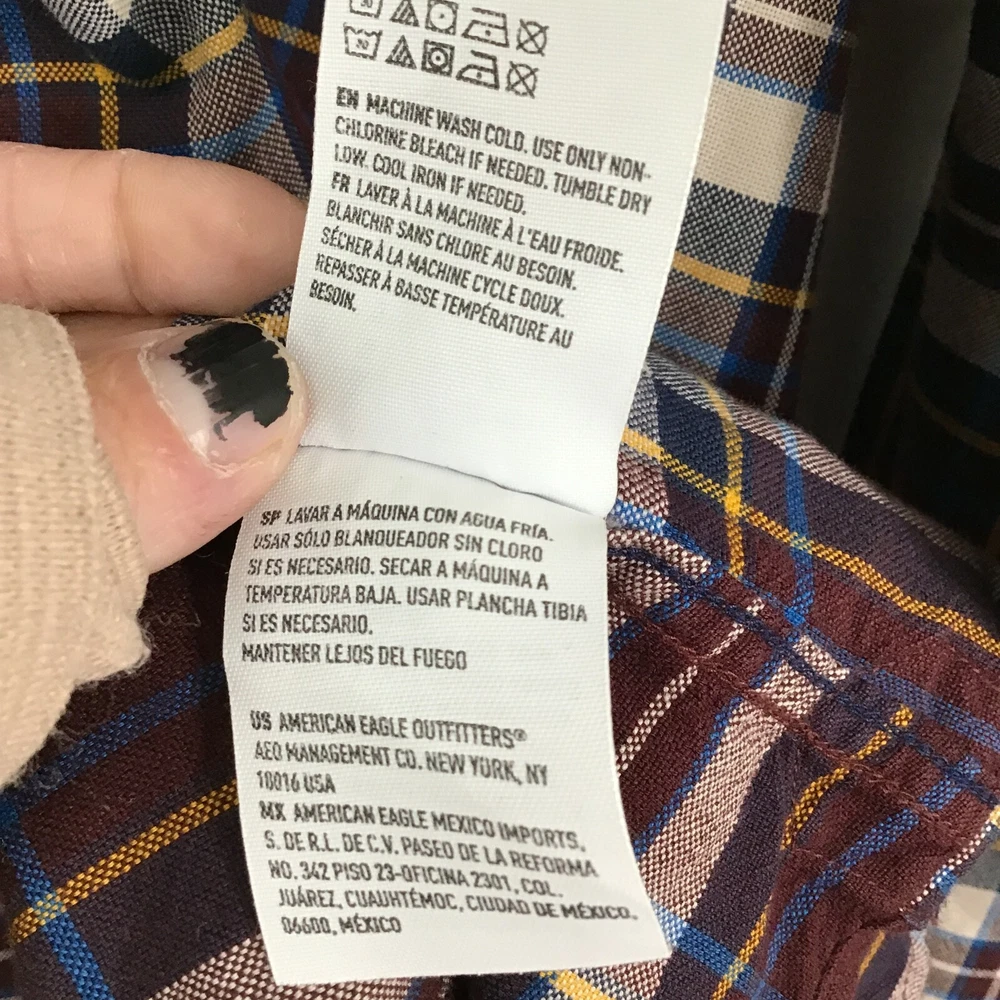 EN MACHINE WASH COLD. USE ONLY NON-
CHLORINE BLEACH IF NEEDED. TUMBLE DRY
LOW. COOL IRON IF NEEDED.
FR LAVER À LA MACHINE À L'EAU FROIDE.
BLANCHIR SANS CHLORE AU BESOIN.
SÉCHER À LA MACHINE CYCLE DOUX.
REPASSER À BASSE TEMPÉRATURE AU
BESOIN.
SP LAVAR A MÁQUINA CON AGUA FRÍA.
USAR SÓLO BLANQUEADOR SIN CLORO
SI ES NECESARIO. SECAR A MÁQUINA A
TEMPERATURA BAJA. USAR PLANCHA TIBIA
SI ES NECESARIO.
MANTENER LEJOS DEL FUEGO
US AMERICAN EAGLE OUTFITTERS®
AEO MANAGEMENT CO. NEW YORK, NY
10016 USA
MX AMERICAN EAGLE MEXICO IMPORTS,
S. DE R.L. DE C.V. PASEO DE LA REFORMA
NO. 342 PISO 23-OFICINA 2301, COL.
JUÁREZ, CUAUHTÉMOC, CIUDAD DE MÉXICO,
06600, MÉXICO